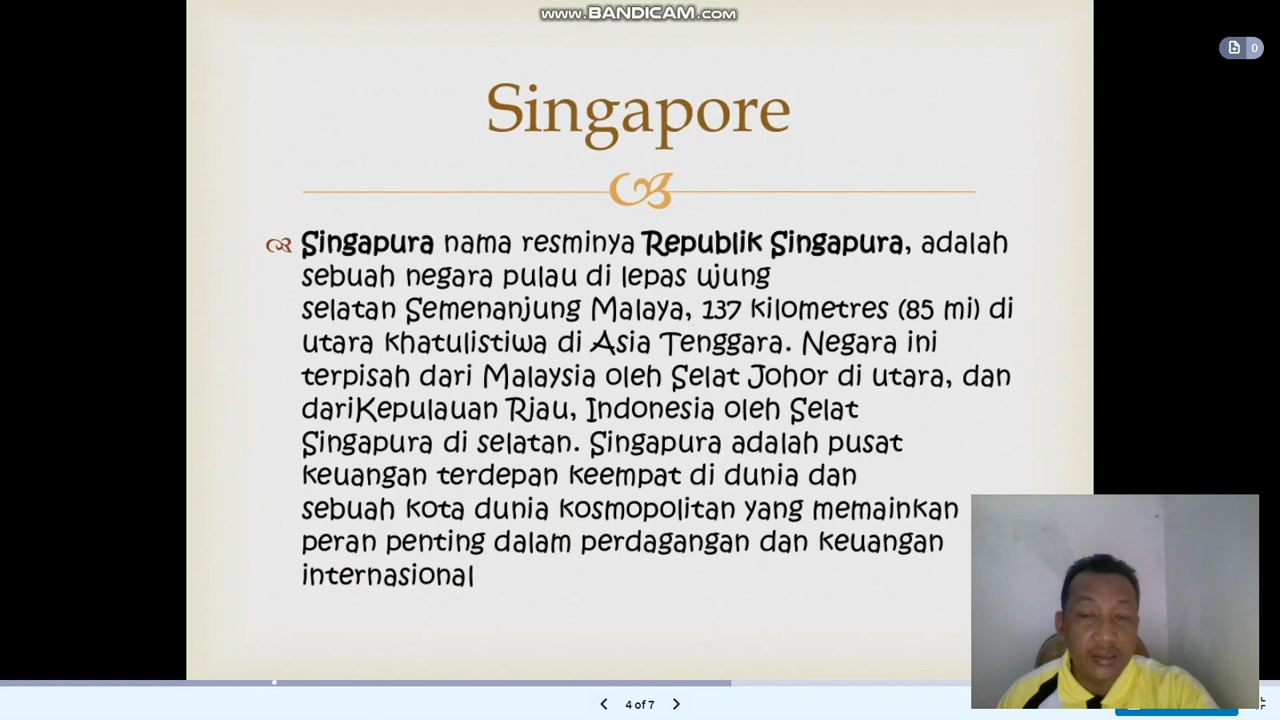 www.BANDICAM.com
0
Singapore
Singapura nama resminya Republik Singapura, adalah
sebuah negara pulau di lepas ujung
selatan Semenanjung Malaya, 137 kilometres (85 mi) di
utara khatulistiwa di Asia Tenggara. Negara ini
terpisah dari Malaysia oleh Selat Johor di utara, dan
dariKepulauan Riau, Indonesia oleh Selat
Singapura di selatan. Singapura adalah pusat
keuangan terdepan keempat di dunia dan
sebuah kota dunia kosmopolitan yang memainkan
peran penting dalam perdagangan dan keuangan
internasional
4 of 7